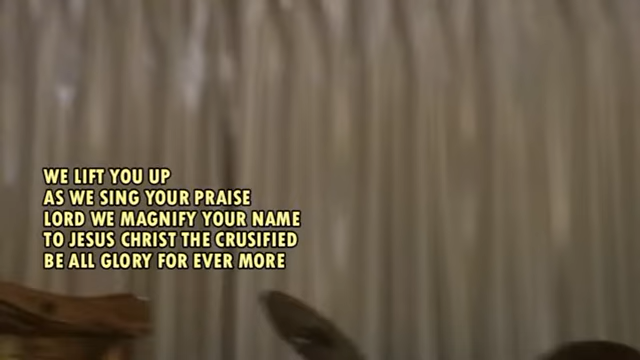 WE LIFT YOU UP
AS WE SING YOUR PRAISE
LORD WE MAGNIFY YOUR NAME
TO JESUS CHRIST THE CRUSIFIED
BE ALL GLORY FOR EVER MORE